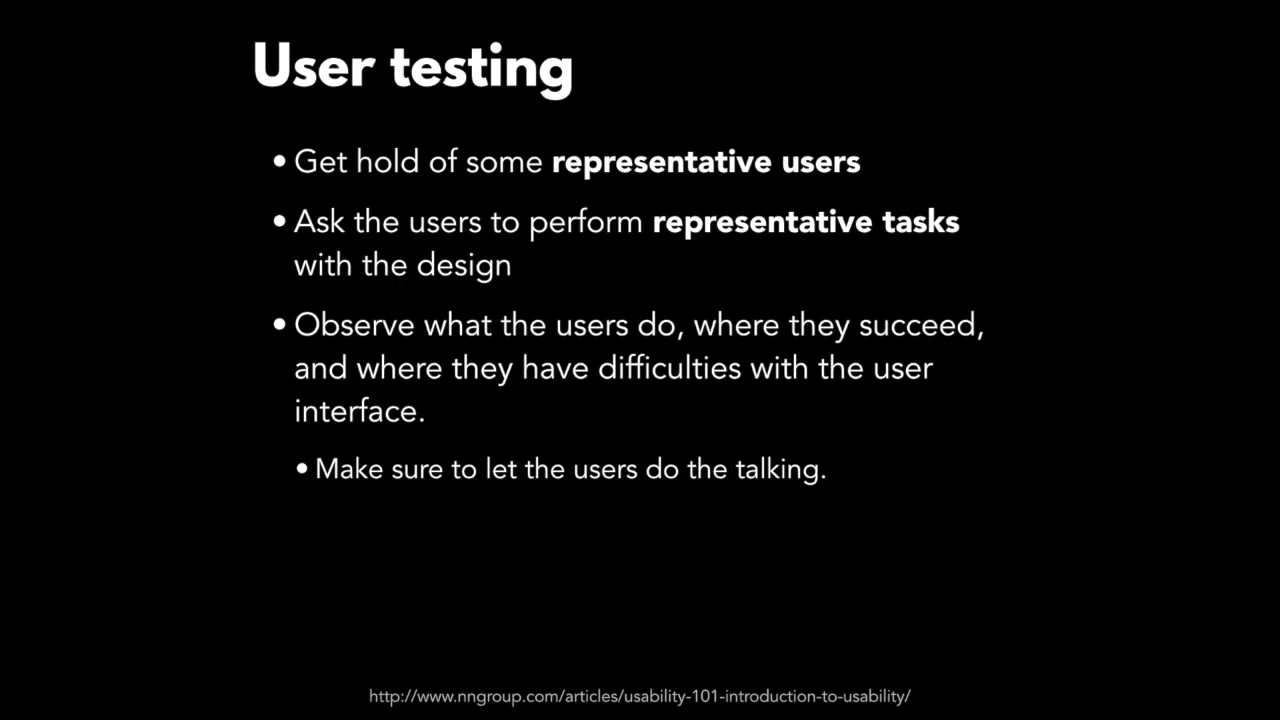 User testing
• Get hold of some representative users
• Ask the users to perform representative tasks
with the design
• Observe what the users do, where they succeed,
and where they have difficulties with the user
interface.
• Make sure to let the users do the talking.
http://www.nngroup.com/articles/usability-101-introduction-to-usability/